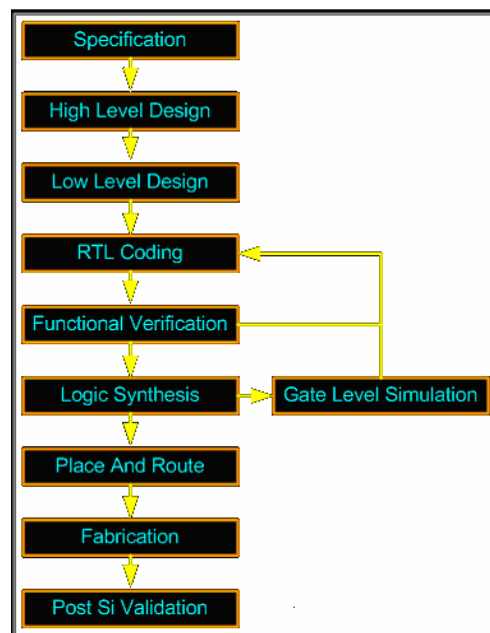 Specification
High Level Design
Low Level Design
RTL Coding
Functional Verification
Logic Synthesis
Gate Level Simulation
Place And Route
Fabrication
Post Si Validation